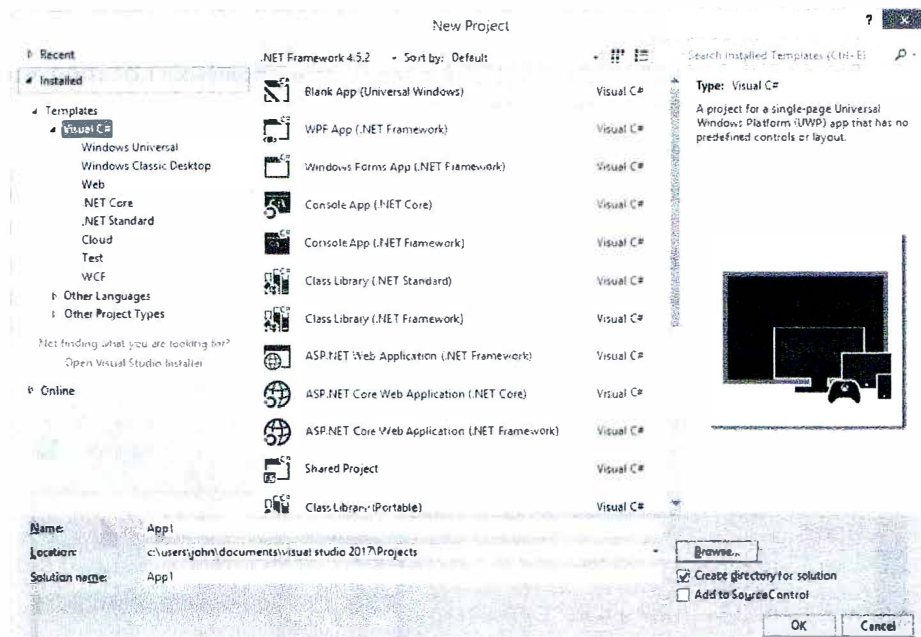 New Project
?
Recent
Installed
Templates
Visual C#
Windows Universal
Windows Classic Desktop
Web
.NET Core
.NET Standard
Cloud
Test
WCF
Other Languages
Other Project Types
Not finding what you are looking for?
Open Visual Studio Installer
Online
.NET Framework 4.5.2 Sort by: Default
Blank App (Universal Windows) Visual C#
WPF App (.NET Framework) Visual C#
Windows Forms App (.NET Framework) Visual C#
Console App (.NET Core) Visual C#
Console App (.NET Framework) Visual C#
Class Library (.NET Standard) Visual C#
Class Library (.NET Framework) Visual C#
ASP.NET Web Application (.NET Framework) Visual C#
ASP.NET Core Web Application (.NET Core) Visual C#
ASP.NET Core Web Application (.NET Framework) Visual C#
Shared Project Visual C#
Class Library (Portable) Visual C#
Search Installed Templates (Ctrl+E)
Type: Visual C#
A project for a single-page Universal
Windows Platform (UWP) app that has no
predefined controls or layout.
Name: App1
Location: c:\users\john\documents\visual studio 2017\Projects
Solution name: App1
Browse...
Create directory for solution
Add to Source Control
OK Cancel